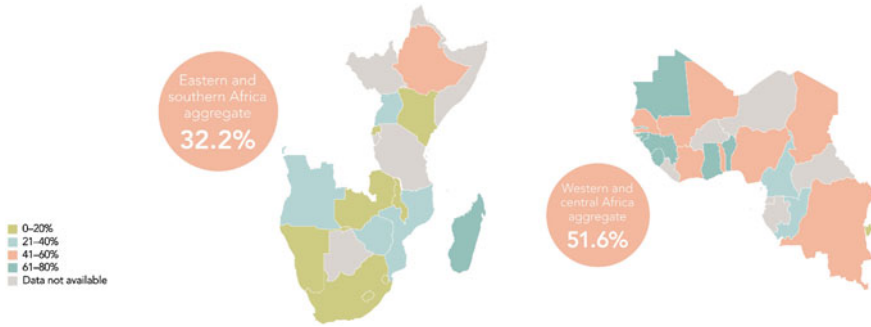 Eastern and
southern Africa
aggregate
32.2%
Western and
central Africa
aggregate
51.6%
0–20%
21–40%
41–60%
61–80%
Data not available